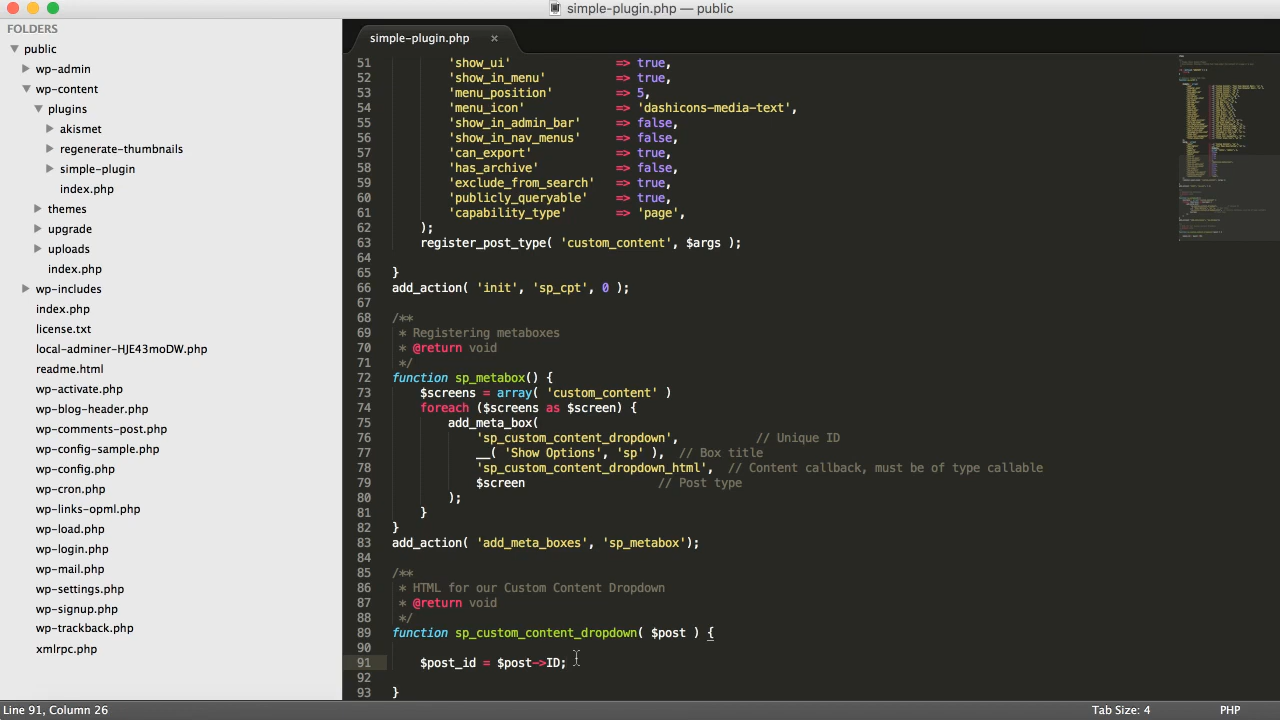 simple-plugin.php — public
FOLDERS
public
wp-admin
wp-content
plugins
akismet
regenerate-thumbnails
simple-plugin
index.php
themes
upgrade
uploads
index.php
wp-includes
index.php
license.txt
local-adminer-HJE43moDW.php
readme.html
wp-activate.php
wp-blog-header.php
wp-comments-post.php
wp-config-sample.php
wp-config.php
wp-cron.php
wp-links-opml.php
wp-load.php
wp-login.php
wp-mail.php
wp-settings.php
wp-signup.php
wp-trackback.php
xmlrpc.php
simple-plugin.php ×
51 'show_ui' => true,
52 'show_in_menu' => true,
53 'menu_position' => 5,
54 'menu_icon' => 'dashicons-media-text',
55 'show_in_admin_bar' => false,
56 'show_in_nav_menus' => false,
57 'can_export' => true,
58 'has_archive' => false,
59 'exclude_from_search' => true,
60 'publicly_queryable' => true,
61 'capability_type' => 'page',
62 );
63 register_post_type( 'custom_content', $args );
64
65 }
66 add_action( 'init', 'sp_cpt', 0 );
67
68 /**
69 * Registering metaboxes
70 * @return void
71 */
72 function sp_metabox() {
73 $screens = array( 'custom_content' )
74 foreach ($screens as $screen) {
75 add_meta_box(
76 'sp_custom_content_dropdown', // Unique ID
77 __( 'Show Options', 'sp' ), // Box title
78 'sp_custom_content_dropdown_html', // Content callback, must be of type callable
79 $screen // Post type
80 );
81 }
82 }
83 add_action( 'add_meta_boxes', 'sp_metabox');
84
85 /**
86 * HTML for our Custom Content Dropdown
87 * @return void
88 */
89 function sp_custom_content_dropdown( $post ) {
90
91 $post_id = $post->ID;
92
93 }
Line 91, Column 26
Tab Size: 4
PHP